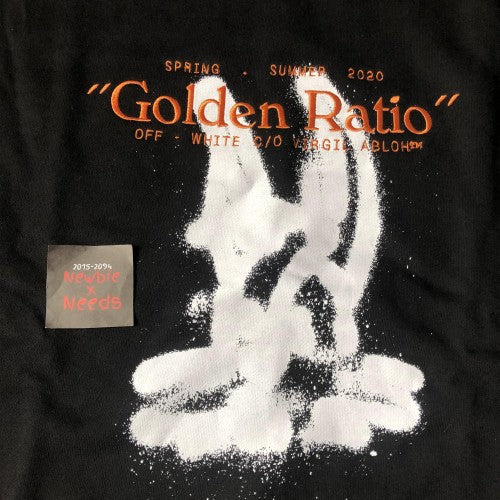 SPRING - SUMMER 2020
"Golden Ratio"
OFF - WHITE C/O VIRGIL ABLOH™
2015-2094
Newbie
x
Needs